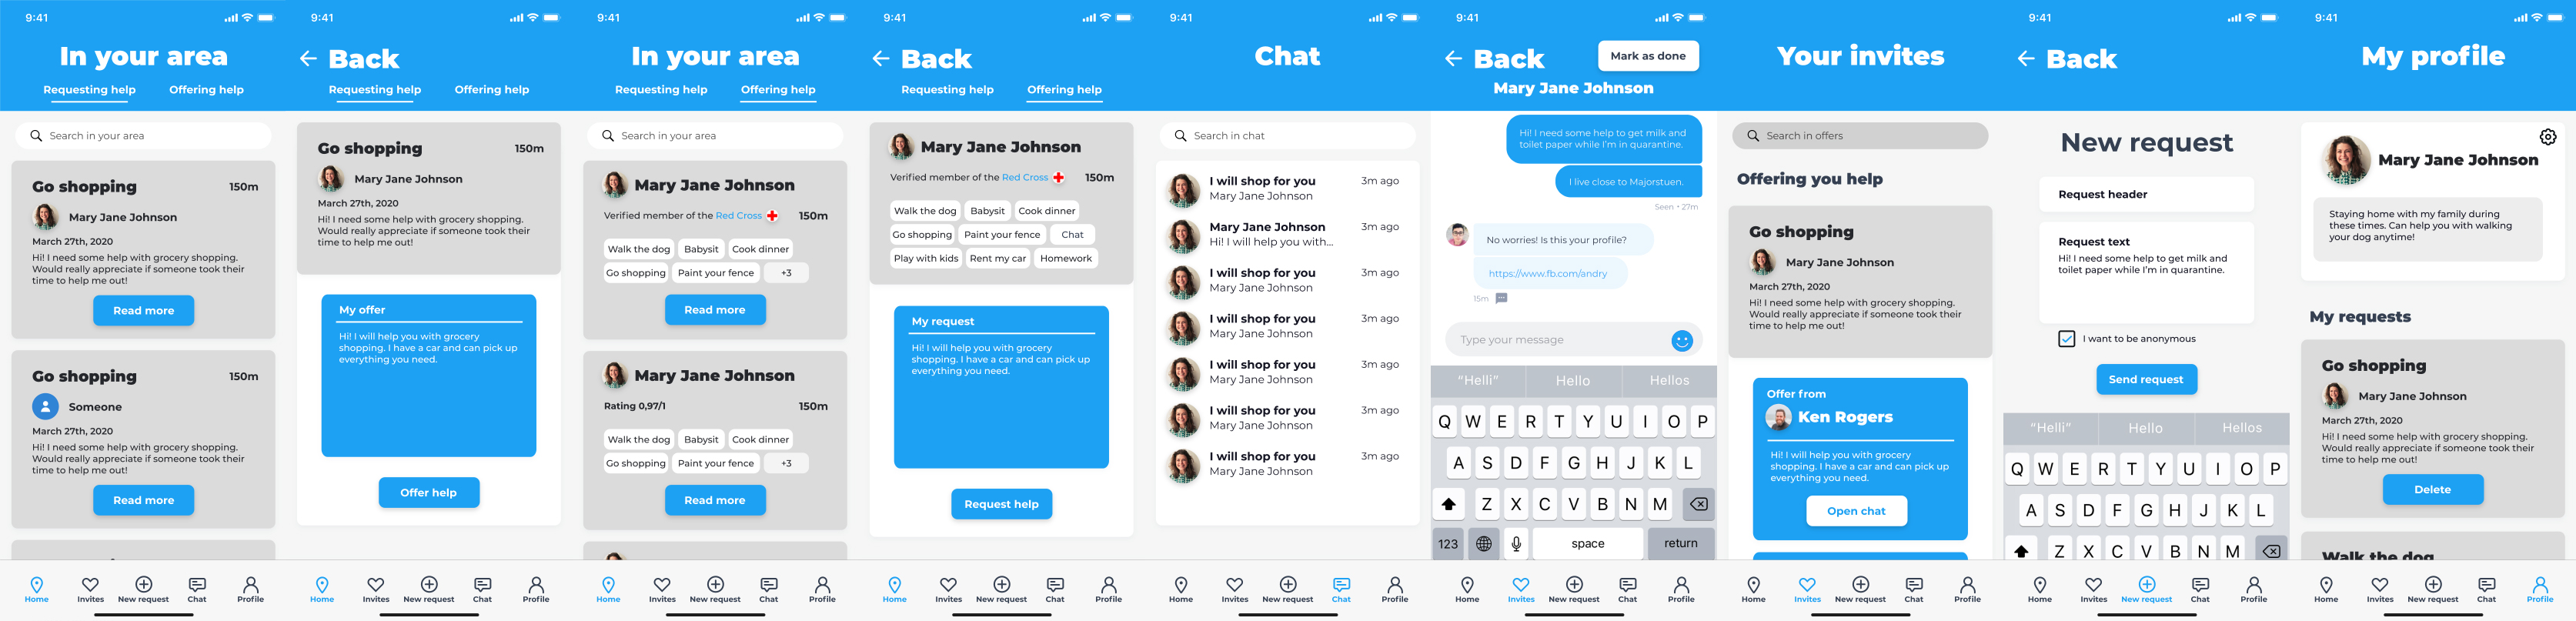 9:41
In your area
Requesting help Offering help
Search in your area
Go shopping 150m
Mary Jane Johnson
March 27th, 2020
Hi! I need some help with grocery shopping.
Would really appreciate if someone took their
time to help me out!
Read more
Go shopping 150m
Someone
March 27th, 2020
Hi! I need some help with grocery shopping.
Would really appreciate if someone took their
time to help me out!
Read more
Home Invites New request Chat Profile
9:41
Back
Requesting help Offering help
Go shopping 150m
Mary Jane Johnson
March 27th, 2020
Hi! I need some help with grocery shopping.
Would really appreciate if someone took their
time to help me out!
My offer
Hi! I will help you with grocery
shopping. I have a car and can pick up
everything you need.
Offer help
Home Invites New request Chat Profile
9:41
In your area
Requesting help Offering help
Search in your area
Mary Jane Johnson
Verified member of the Red Cross 150m
Walk the dog Babysit Cook dinner
Go shopping Paint your fence +3
Read more
Mary Jane Johnson
Rating 0,97/1 150m
Walk the dog Babysit Cook dinner
Go shopping Paint your fence +3
Read more
Home Invites New request Chat Profile
9:41
Back
Requesting help Offering help
Mary Jane Johnson
Verified member of the Red Cross 150m
Walk the dog Babysit Cook dinner
Go shopping Paint your fence Chat
Play with kids Rent my car Homework
My request
Hi! I will help you with grocery
shopping. I have a car and can pick up
everything you need.
Request help
Home Invites New request Chat Profile
9:41
Chat
Search in chat
I will shop for you 3m ago
Mary Jane Johnson
Mary Jane Johnson 3m ago
Hi! I will help you with...
I will shop for you 3m ago
Mary Jane Johnson
I will shop for you 3m ago
Mary Jane Johnson
I will shop for you 3m ago
Mary Jane Johnson
I will shop for you 3m ago
Mary Jane Johnson
I will shop for you 3m ago
Mary Jane Johnson
Home Invites New request Chat Profile
9:41
Back Mark as done
Mary Jane Johnson
Hi! I need some help to get milk and
toilet paper while I'm in quarantine.
I live close to Majorstuen.
Seen • 27m
No worries! Is this your profile?
https://www.fb.com/andry
15m
Type your message
“Helli” Hello Hellos
Q W E R T Y U I O P
A S D F G H J K L
Z X C V B N M
123 space return
Home Invites New request Chat Profile
9:41
Your invites
Search in offers
Offering you help
Go shopping
Mary Jane Johnson
March 27th, 2020
Hi! I need some help with grocery shopping.
Would really appreciate if someone took their
time to help me out!
Offer from
Ken Rogers
Hi! I will help you with grocery
shopping. I have a car and can pick up
everything you need.
Open chat
Home Invites New request Chat Profile
9:41
Back
New request
Request header
Request text
Hi! I need some help to get milk and
toilet paper while I'm in quarantine.
I want to be anonymous
Send request
“Helli” Hello Hellos
Q W E R T Y U I O P
A S D F G H J K L
Z X C V B N M
Home Invites New request Chat Profile
9:41
My profile
Mary Jane Johnson
Staying home with my family during
these times. Can help you with walking
your dog anytime!
My requests
Go shopping
Mary Jane Johnson
March 27th, 2020
Hi! I need some help with grocery shopping.
Would really appreciate if someone took their
time to help me out!
Delete
Walk the dog
Home Invites New request Chat Profile